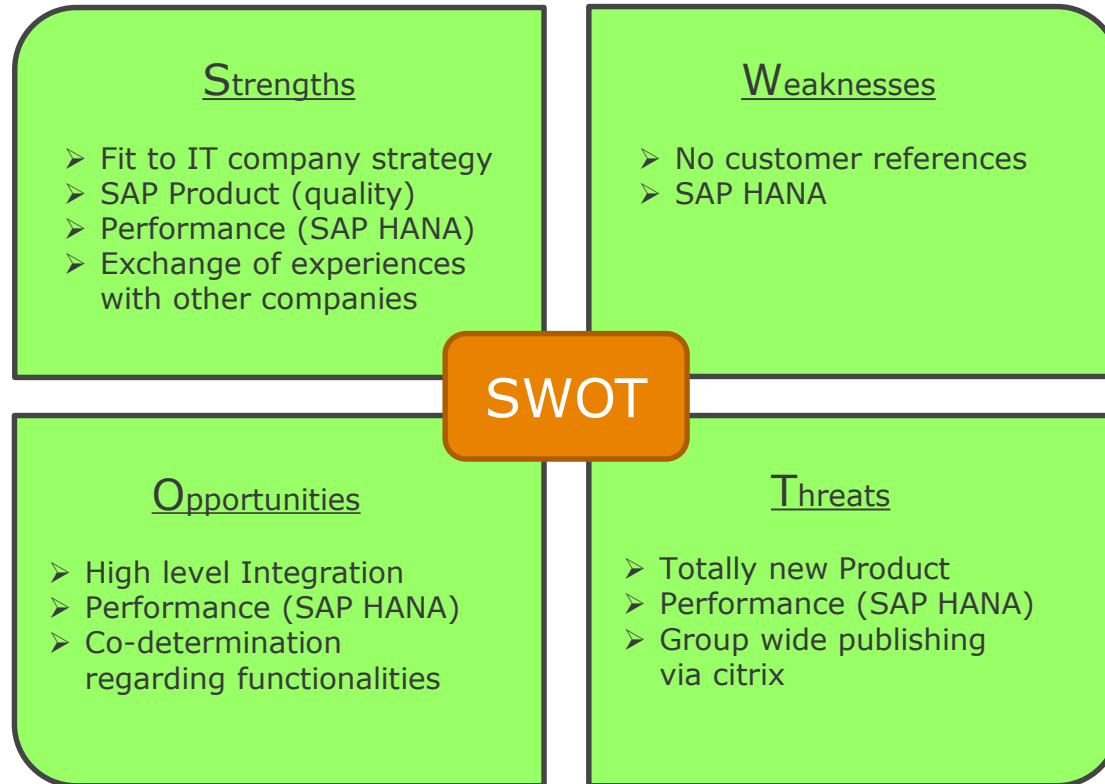 Strengths
➢ Fit to IT company strategy
➢ SAP Product (quality)
➢ Performance (SAP HANA)
➢ Exchange of experiences
with other companies
Weaknesses
➢ No customer references
➢ SAP HANA
SWOT
Opportunities
➢ High level Integration
➢ Performance (SAP HANA)
➢ Co-determination
regarding functionalities
Threats
➢ Totally new Product
➢ Performance (SAP HANA)
➢ Group wide publishing
via citrix